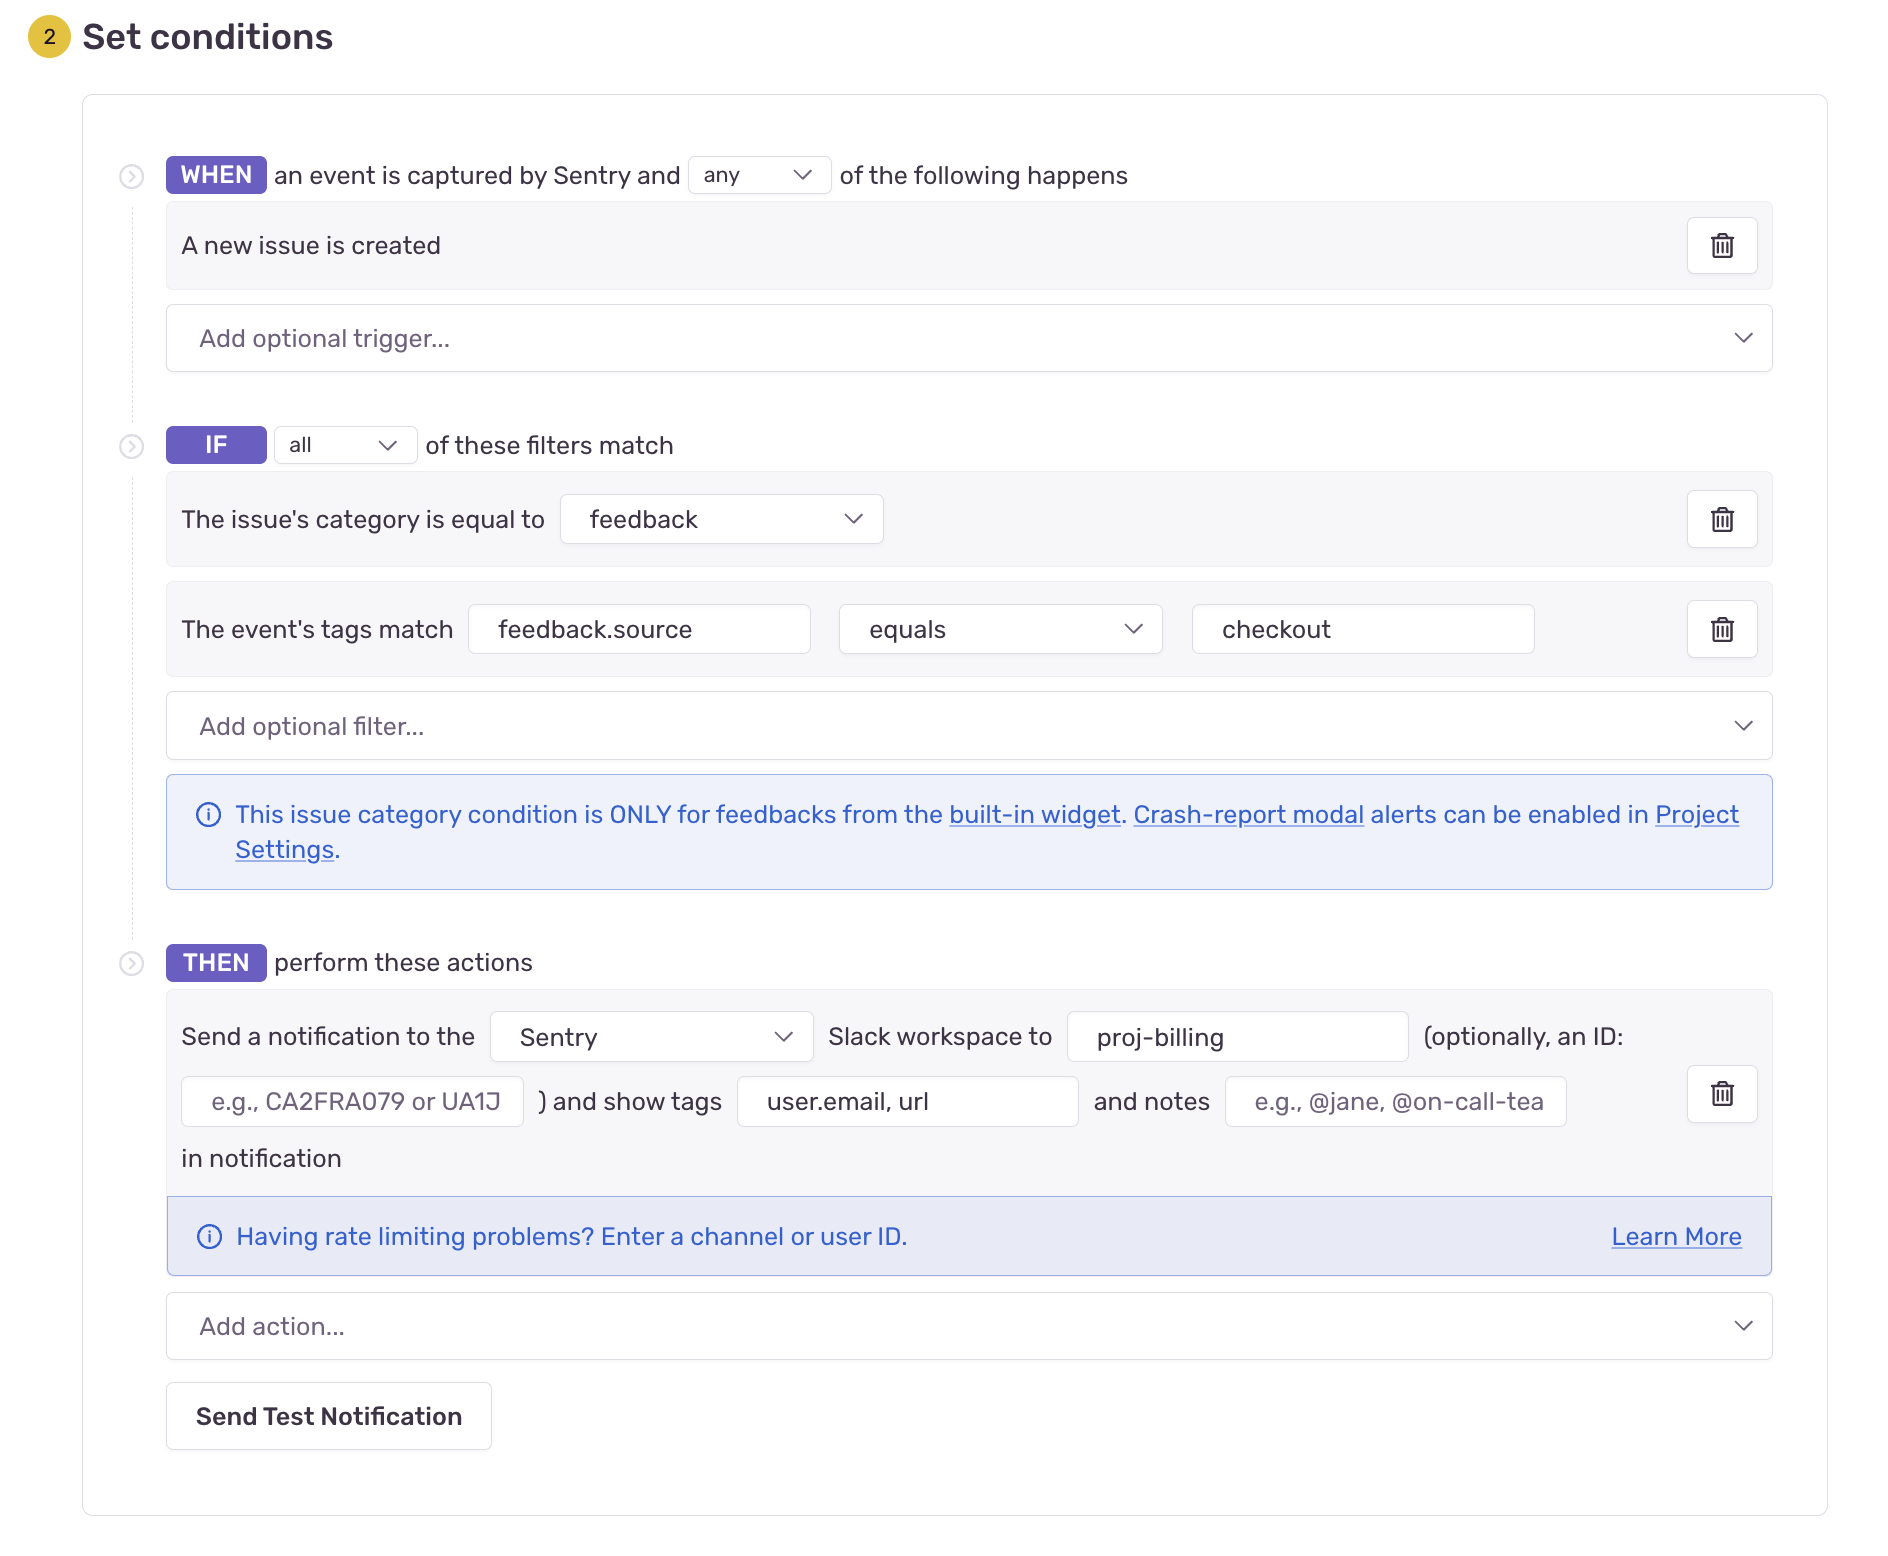 2 Set conditions
WHEN an event is captured by Sentry and any of the following happens
A new issue is created
Add optional trigger...
IF all of these filters match
The issue's category is equal to feedback
The event's tags match feedback.source equals checkout
Add optional filter...
This issue category condition is ONLY for feedbacks from the built-in widget. Crash-report modal alerts can be enabled in Project
Settings.
THEN perform these actions
Send a notification to the Sentry Slack workspace to proj-billing (optionally, an ID:
e.g., CA2FRA079 or UA1J ) and show tags user.email, url and notes e.g., @jane, @on-call-tea
in notification
Having rate limiting problems? Enter a channel or user ID. Learn More
Add action...
Send Test Notification